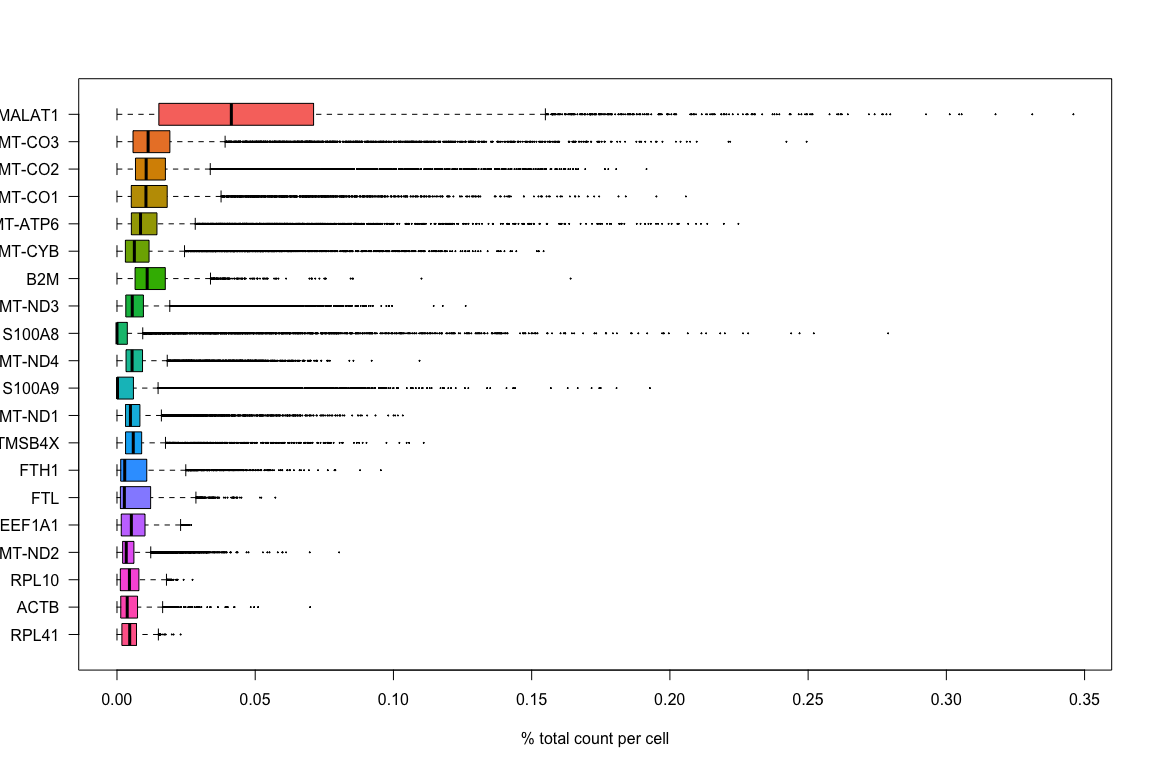 MALAT1
MT-CO3
MT-CO2
MT-CO1
MT-ATP6
MT-CYB
B2M
MT-ND3
S100A8
MT-ND4
S100A9
MT-ND1
TMSB4X
FTH1
FTL
EEF1A1
MT-ND2
RPL10
ACTB
RPL41
0.00 0.05 0.10 0.15 0.20 0.25 0.30 0.35
% total count per cell